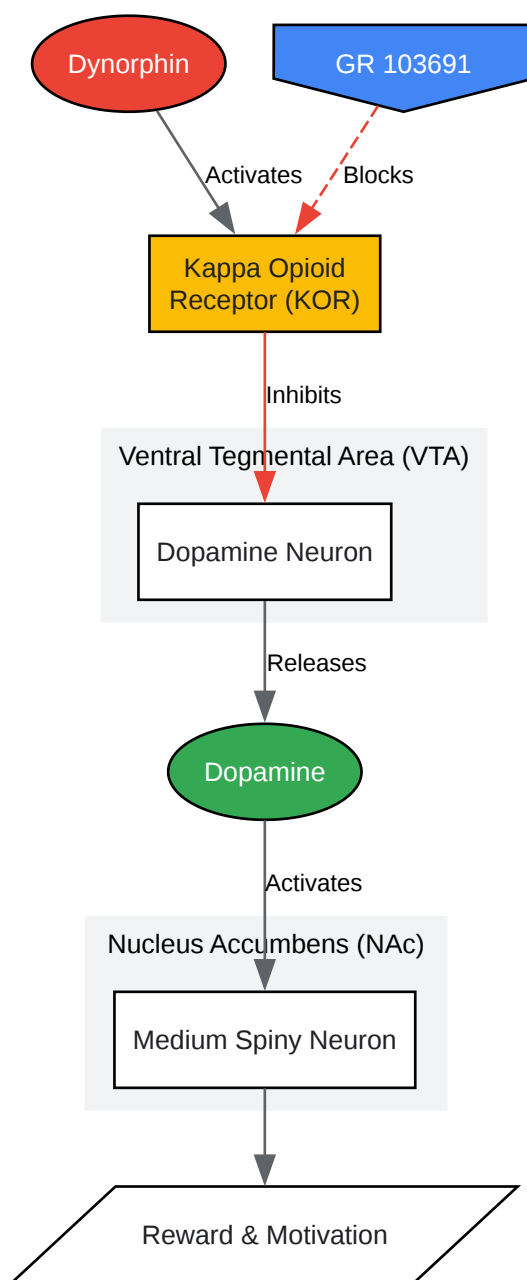 Dynorphin
GR 103691
Activates
Blocks
Kappa Opioid
Receptor (KOR)
Inhibits
Ventral Tegmental Area (VTA)
Dopamine Neuron
Releases
Dopamine
Activates
Nucleus Accumbens (NAc)
Medium Spiny Neuron
Reward & Motivation